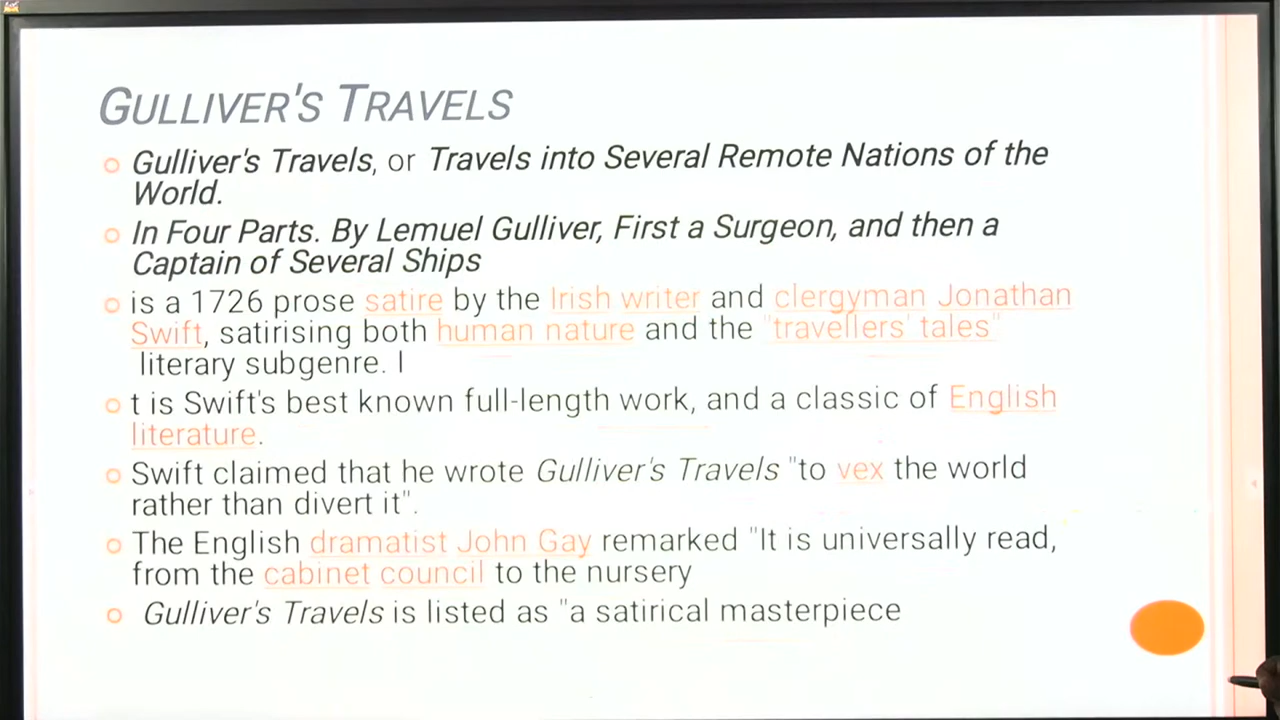 GULLIVER'S TRAVELS
Gulliver's Travels, or Travels into Several Remote Nations of the
World.
In Four Parts. By Lemuel Gulliver, First a Surgeon, and then a
Captain of Several Ships
is a 1726 prose satire by the Irish writer and clergyman Jonathan
Swift, satirising both human nature and the "travellers' tales"
literary subgenre. I
t is Swift's best known full-length work, and a classic of English
literature.
Swift claimed that he wrote Gulliver's Travels "to vex the world
rather than divert it".
The English dramatist John Gay remarked "It is universally read,
from the cabinet council to the nursery
Gulliver's Travels is listed as "a satirical masterpiece